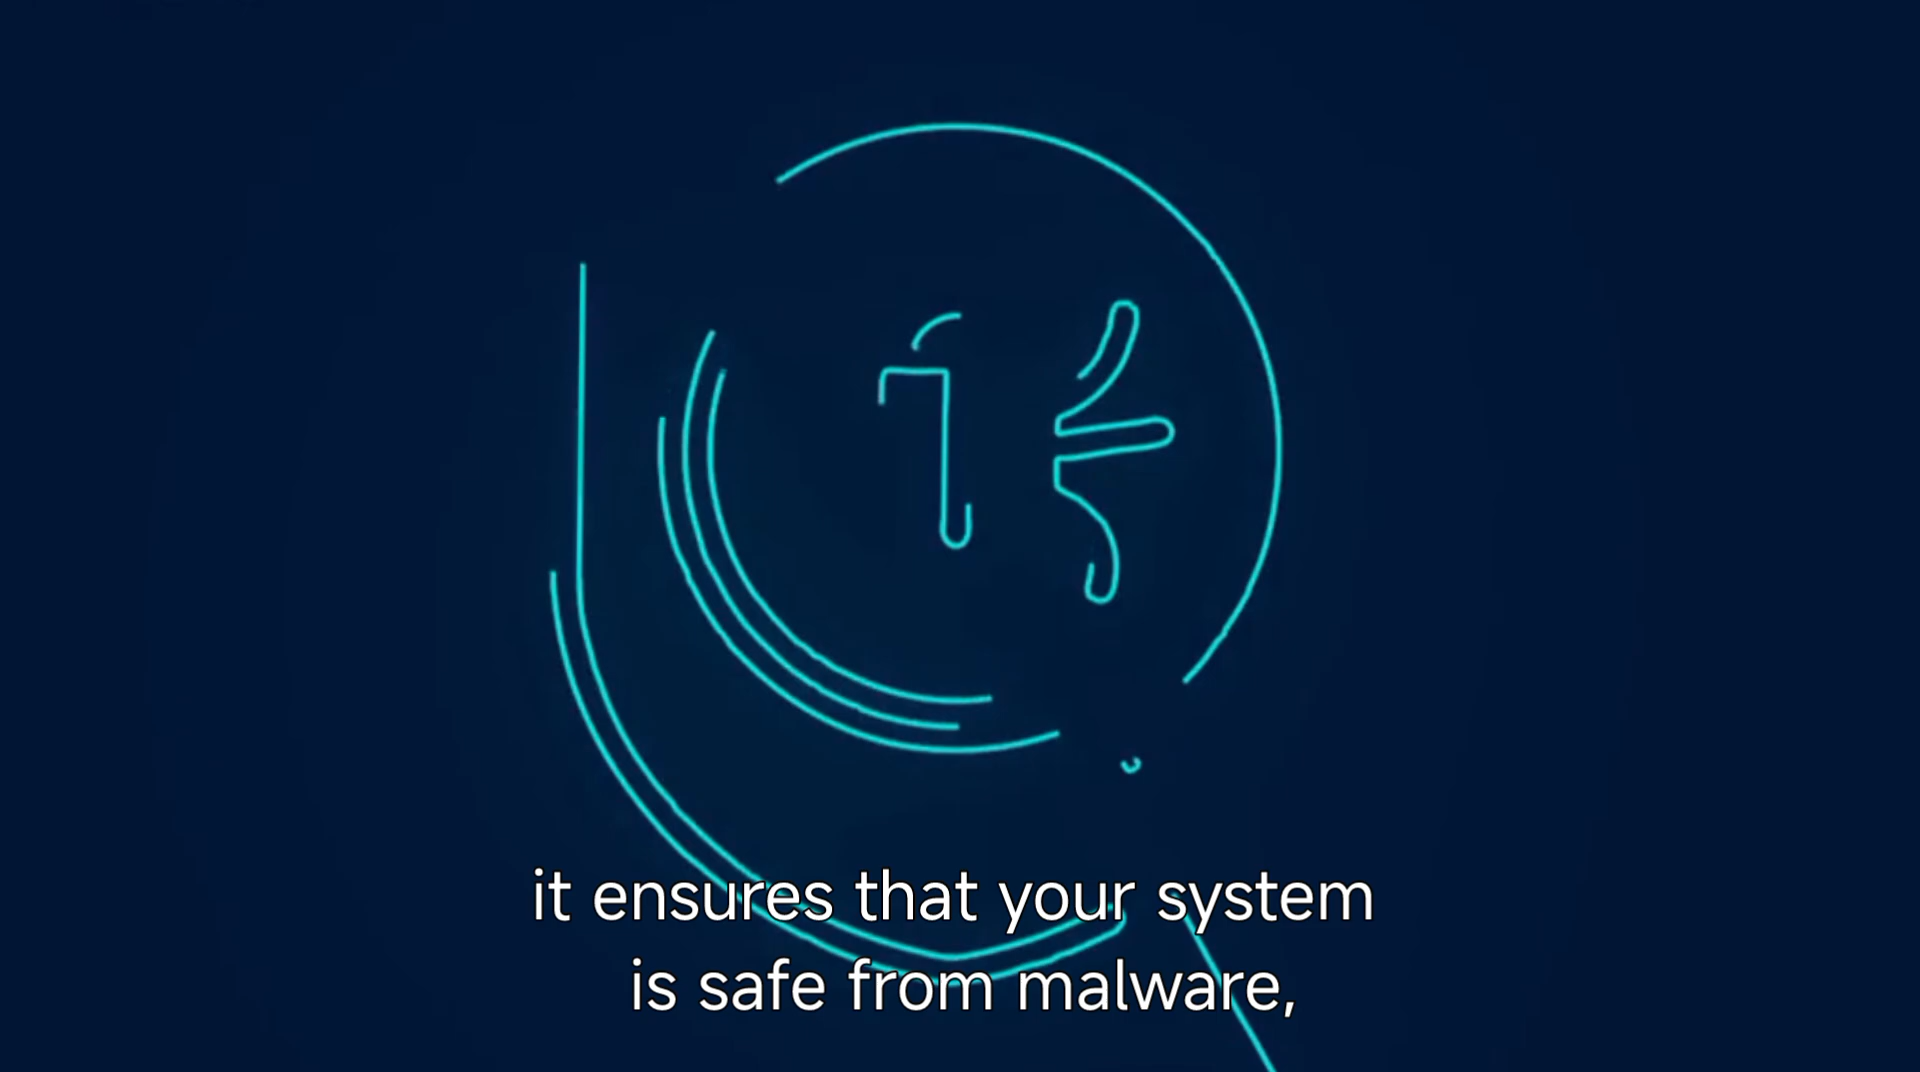 it ensures that your system
is safe from malware,